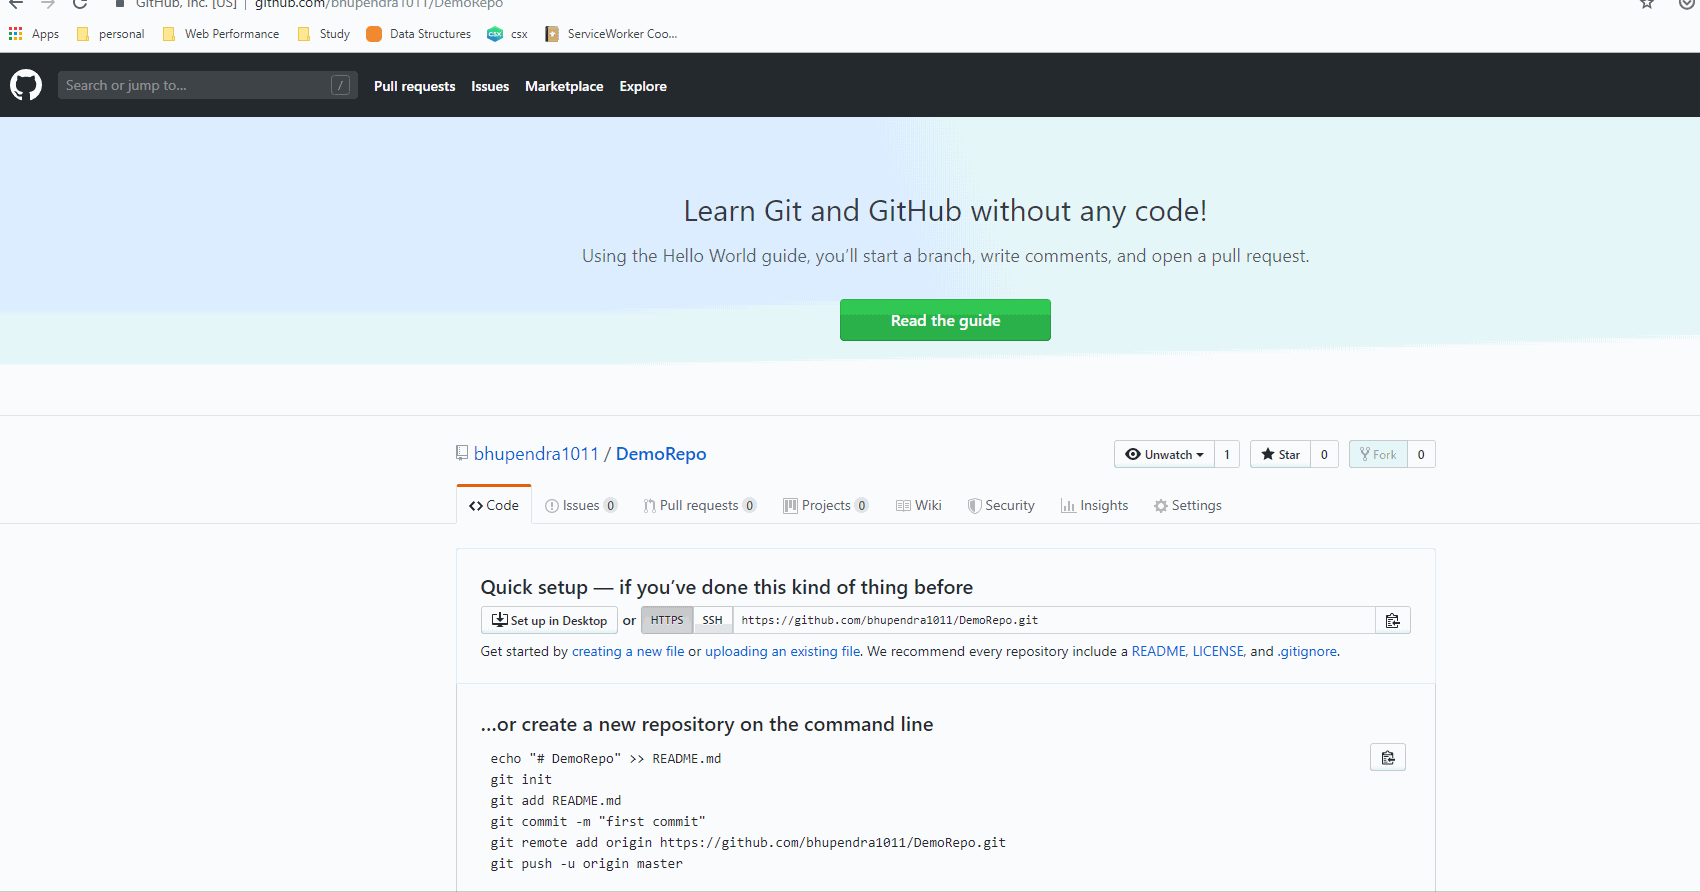 GitHub, Inc. [US] | github.com/bhupendra1011/DemoRepo
Apps personal Web Performance Study Data Structures csx csx ServiceWorker Coo...
Search or jump to... / Pull requests Issues Marketplace Explore
Learn Git and GitHub without any code!
Using the Hello World guide, you’ll start a branch, write comments, and open a pull request.
Read the guide
bhupendra1011 / DemoRepo Unwatch 1 Star 0 Fork 0
<> Code Issues 0 Pull requests 0 Projects 0 Wiki Security Insights Settings
Quick setup — if you’ve done this kind of thing before
Set up in Desktop or HTTPS SSH https://github.com/bhupendra1011/DemoRepo.git
Get started by creating a new file or uploading an existing file. We recommend every repository include a README, LICENSE, and .gitignore.
…or create a new repository on the command line
echo "# DemoRepo" >> README.md
git init
git add README.md
git commit -m "first commit"
git remote add origin https://github.com/bhupendra1011/DemoRepo.git
git push -u origin master